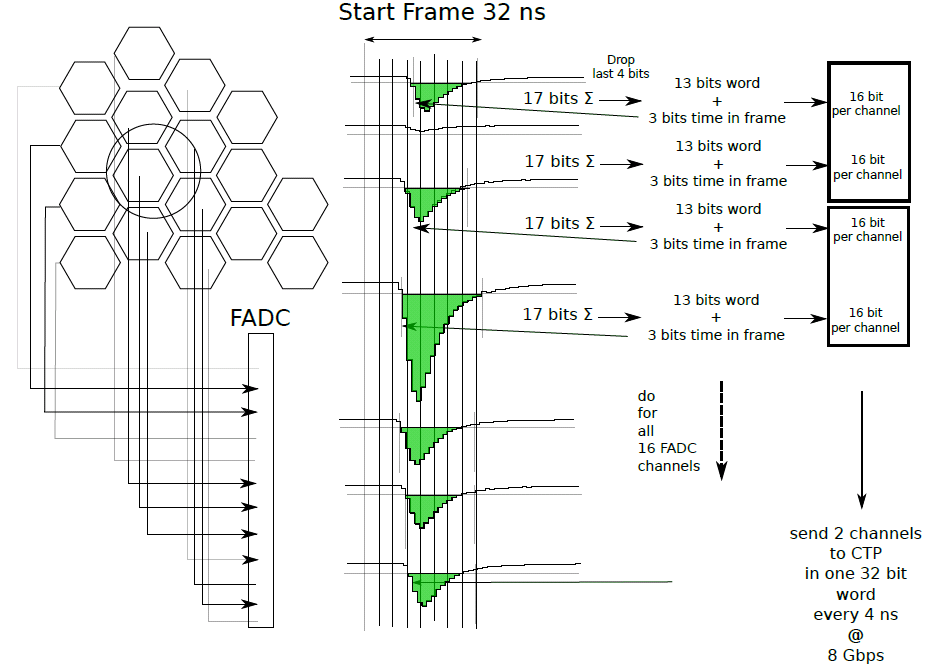 Start Frame 32 ns
Drop
last 4 bits
17 bits Σ
13 bits word
+
3 bits time in frame
16 bit
per channel
17 bits Σ
13 bits word
+
3 bits time in frame
16 bit
per channel
17 bits Σ
13 bits word
+
3 bits time in frame
16 bit
per channel
FADC
17 bits Σ
13 bits word
+
3 bits time in frame
16 bit
per channel
do
for
all
16 FADC
channels
send 2 channels
to CTP
in one 32 bit
word
every 4 ns
@
8 Gbps